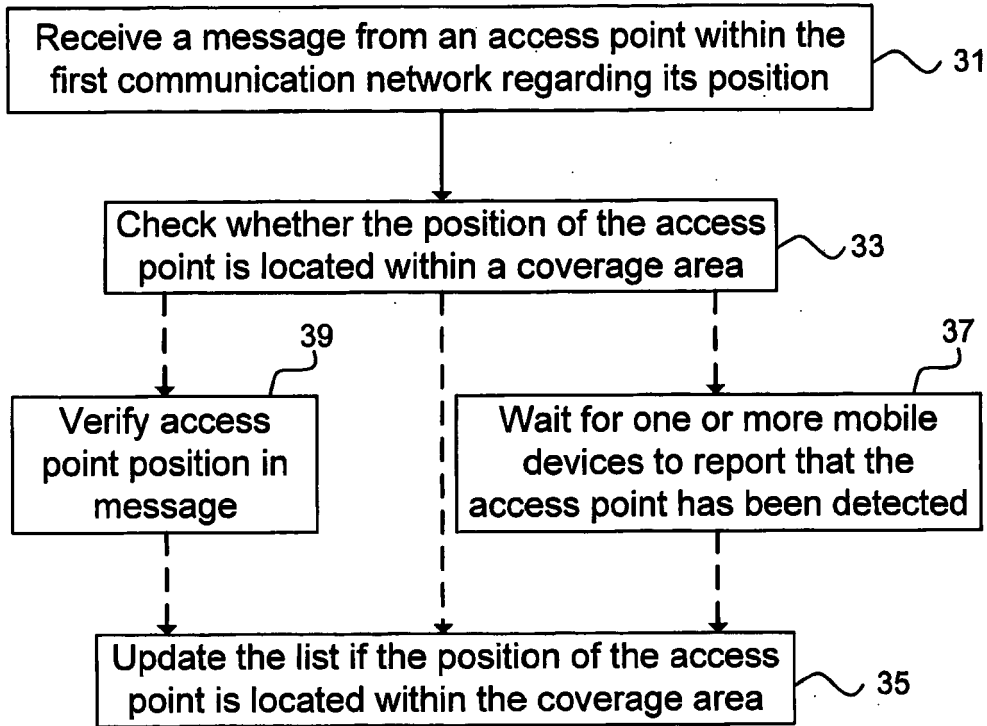 Receive a message from an access point within the
first communication network regarding its position
31
Check whether the position of the access
point is located within a coverage area
33
39
37
Verify access
point position in
message
Wait for one or more mobile
devices to report that the
access point has been detected
Update the list if the position of the access
point is located within the coverage area
35